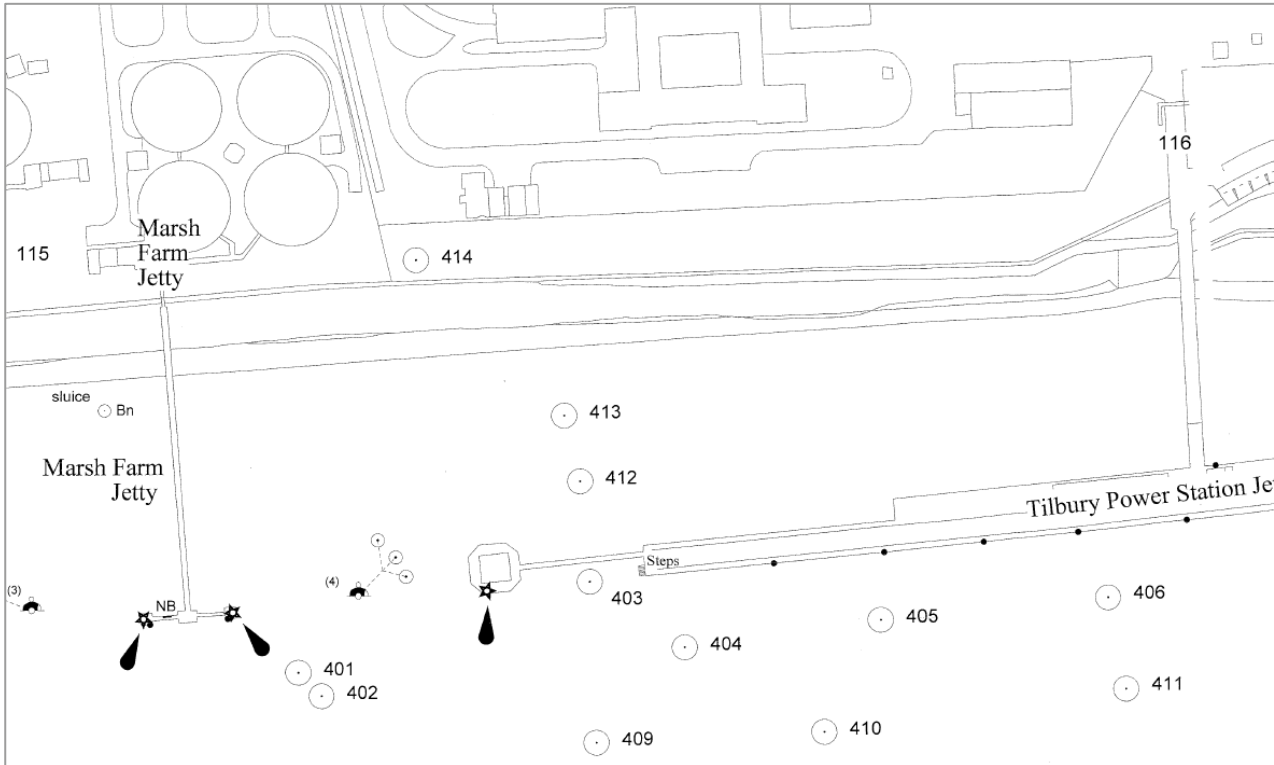 116
Marsh
Farm
Jetty
115
414
sluice
Bn
413
Marsh Farm
Jetty
412
Tilbury Power Station Je
Steps
(3)
NB
(4)
403
406
405
404
401
402
411
410
409